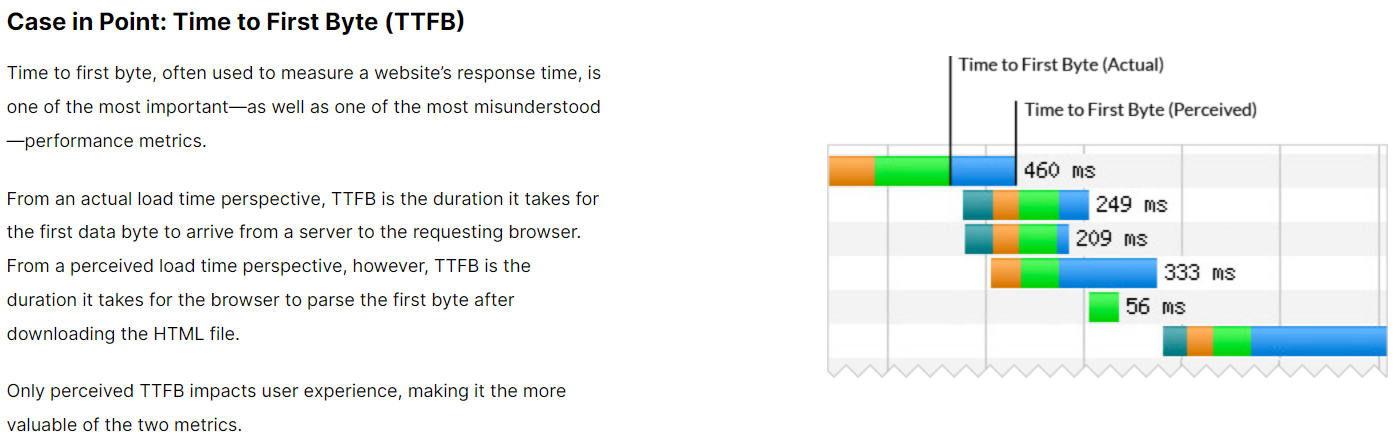 Case in Point: Time to First Byte (TTFB)
Time to first byte, often used to measure a website’s response time, is
one of the most important—as well as one of the most misunderstood
—performance metrics.
From an actual load time perspective, TTFB is the duration it takes for
the first data byte to arrive from a server to the requesting browser.
From a perceived load time perspective, however, TTFB is the
duration it takes for the browser to parse the first byte after
downloading the HTML file.
Only perceived TTFB impacts user experience, making it the more
valuable of the two metrics.
Time to First Byte (Actual)
Time to First Byte (Perceived)
460 ms
249 ms
209 ms
333 ms
56 ms